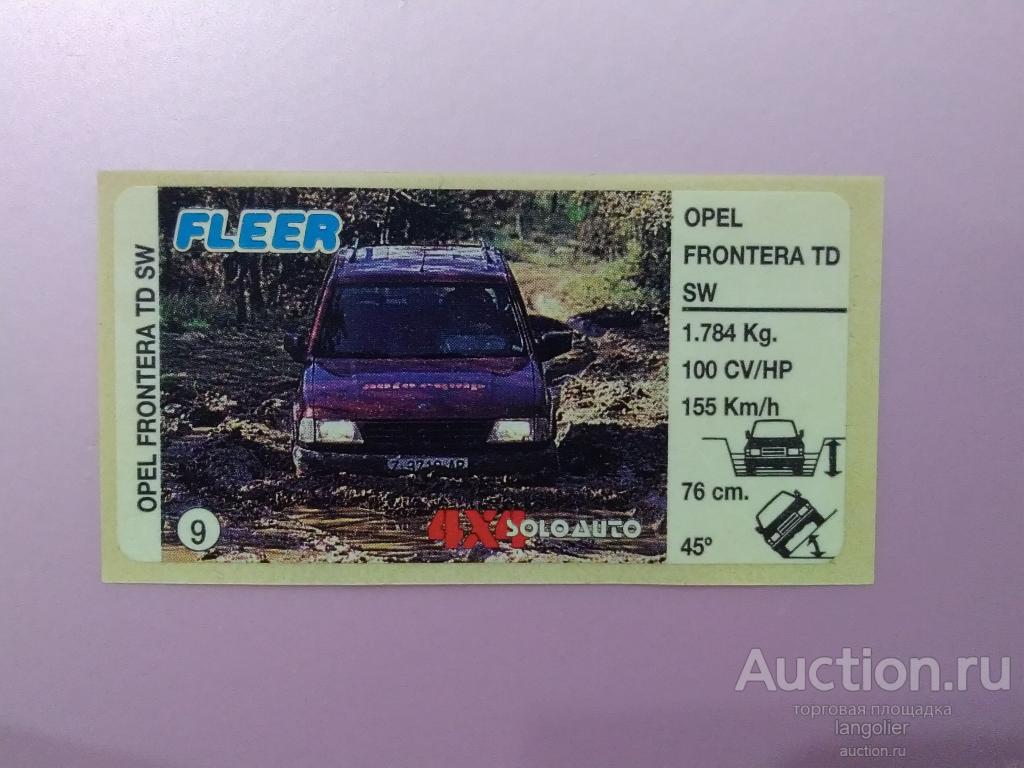 OPEL FRONTERA TD SW
FLEER
9
4X4 SOLO AUTO
OPEL
FRONTERA TD
SW
1.784 Kg.
100 CV/HP
155 Km/h
76 cm.
45º
Auction.ru
торговая площадка
langolier
auction.ru